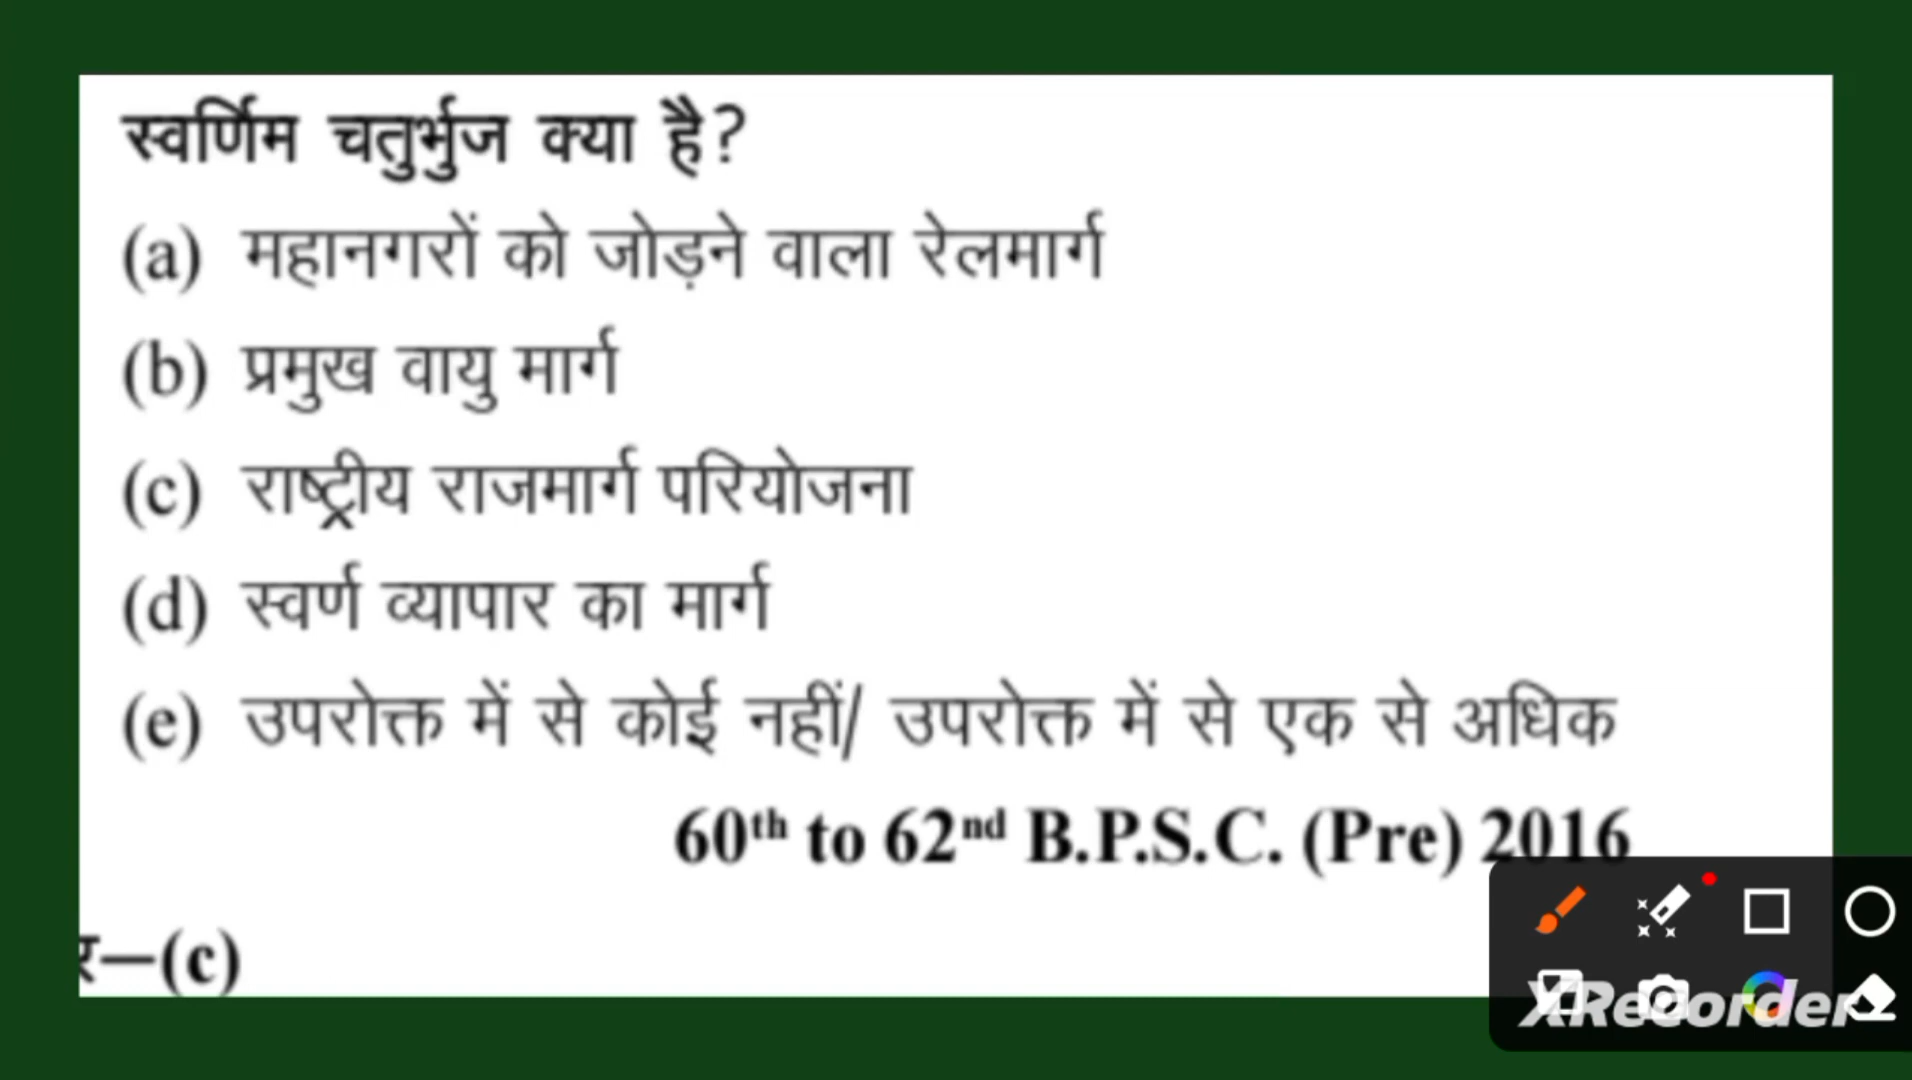 स्वर्णिम चतुर्भुज क्या है?
(a) महानगरों को जोड़ने वाला रेलमार्ग
(b) प्रमुख वायु मार्ग
(c) राष्ट्रीय राजमार्ग परियोजना
(d) स्वर्ण व्यापार का मार्ग
(e) उपरोक्त में से कोई नहीं/ उपरोक्त में से एक से अधिक
60th to 62nd B.P.S.C. (Pre) 2016
र—(c)
XRecorder